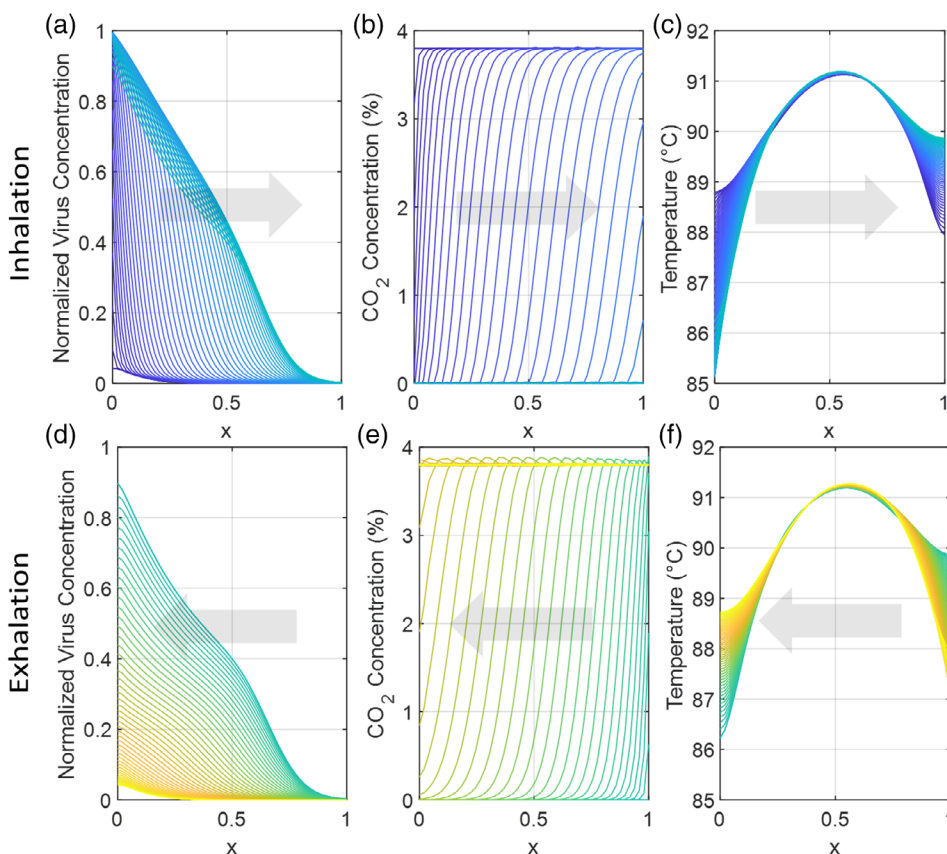 (a)
(b)
(c)
Inhalation
Normalized Virus Concentration
1
0.8
0.6
0.4
0.2
0
0
0.5
1
x
CO2 Concentration (%)
4
3
2
1
0
0
0.5
1
x
Temperature (°C)
92
91
90
89
88
87
86
85
0
0.5
1
x
(d)
(e)
(f)
Exhalation
Normalized Virus Concentration
1
0.8
0.6
0.4
0.2
0
0
0.5
1
x
CO2 Concentration (%)
4
3
2
1
0
0
0.5
1
x
Temperature (°C)
92
91
90
89
88
87
86
85
0
0.5
1
x